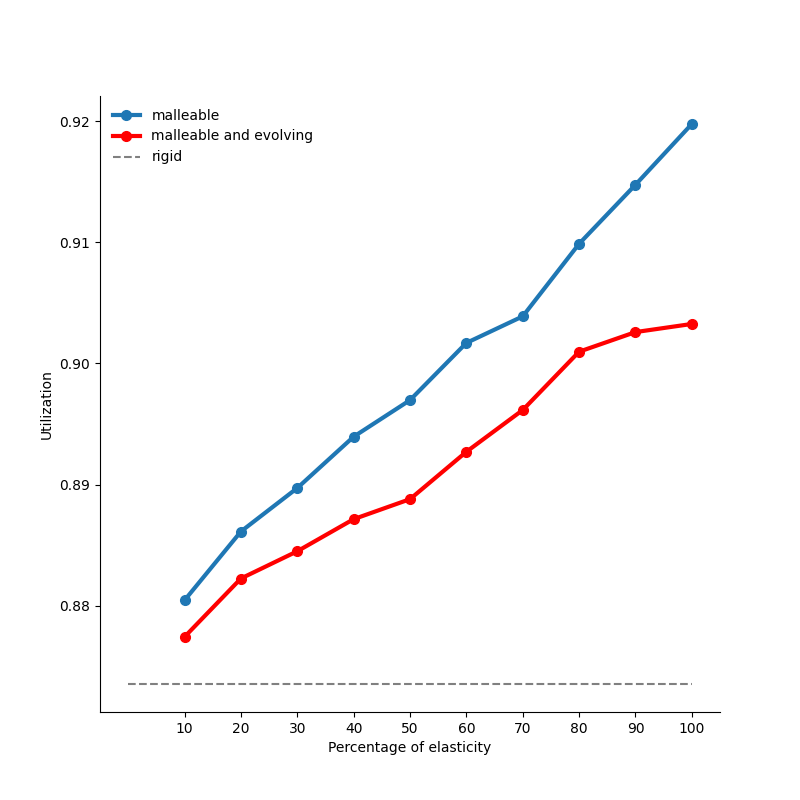 malleable
malleable and evolving
rigid
Utilization
0.92
0.91
0.90
0.89
0.88
10 20 30 40 50 60 70 80 90 100
Percentage of elasticity